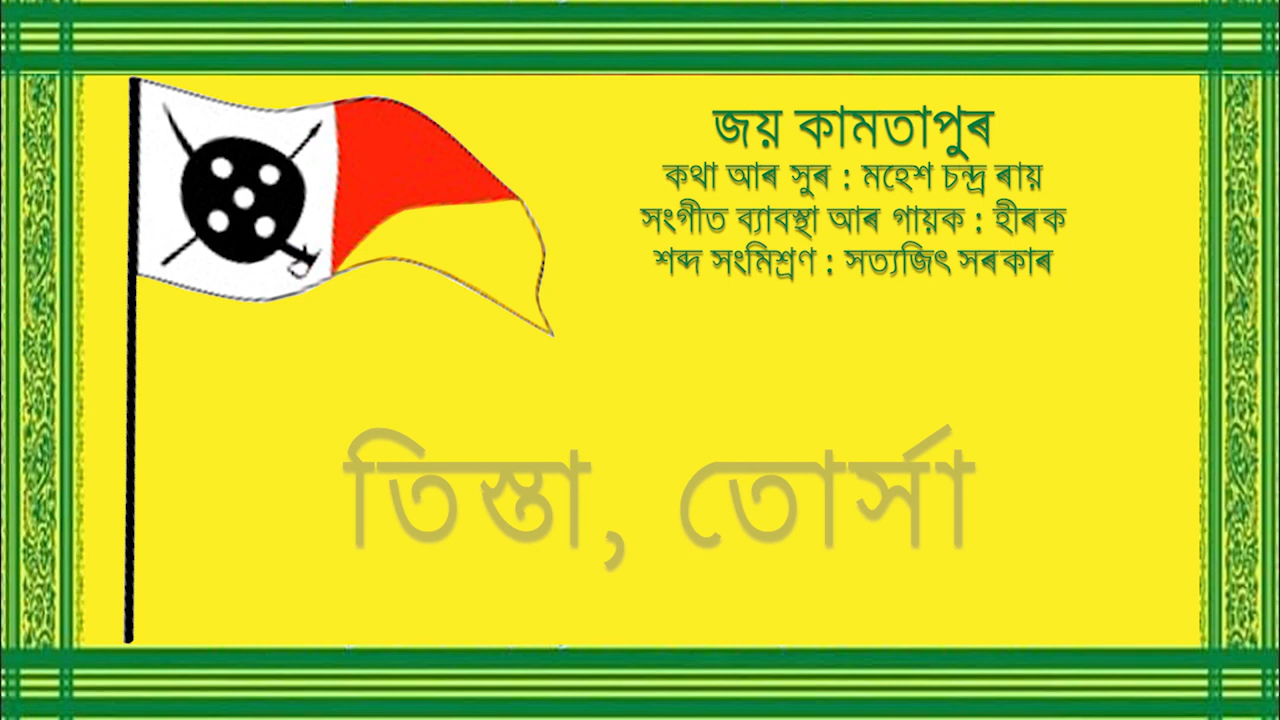 জয় কামতাপুৰ
কথা আৰ সুৰ : মহেশ চন্দ্ৰ ৰায়
সংগীত ব্যাবস্থা আৰ গায়ক : হীৰক
শব্দ সংমিশ্ৰণ : সত্যজিৎ সৰকাৰ
তিস্তা, তোৰ্সা